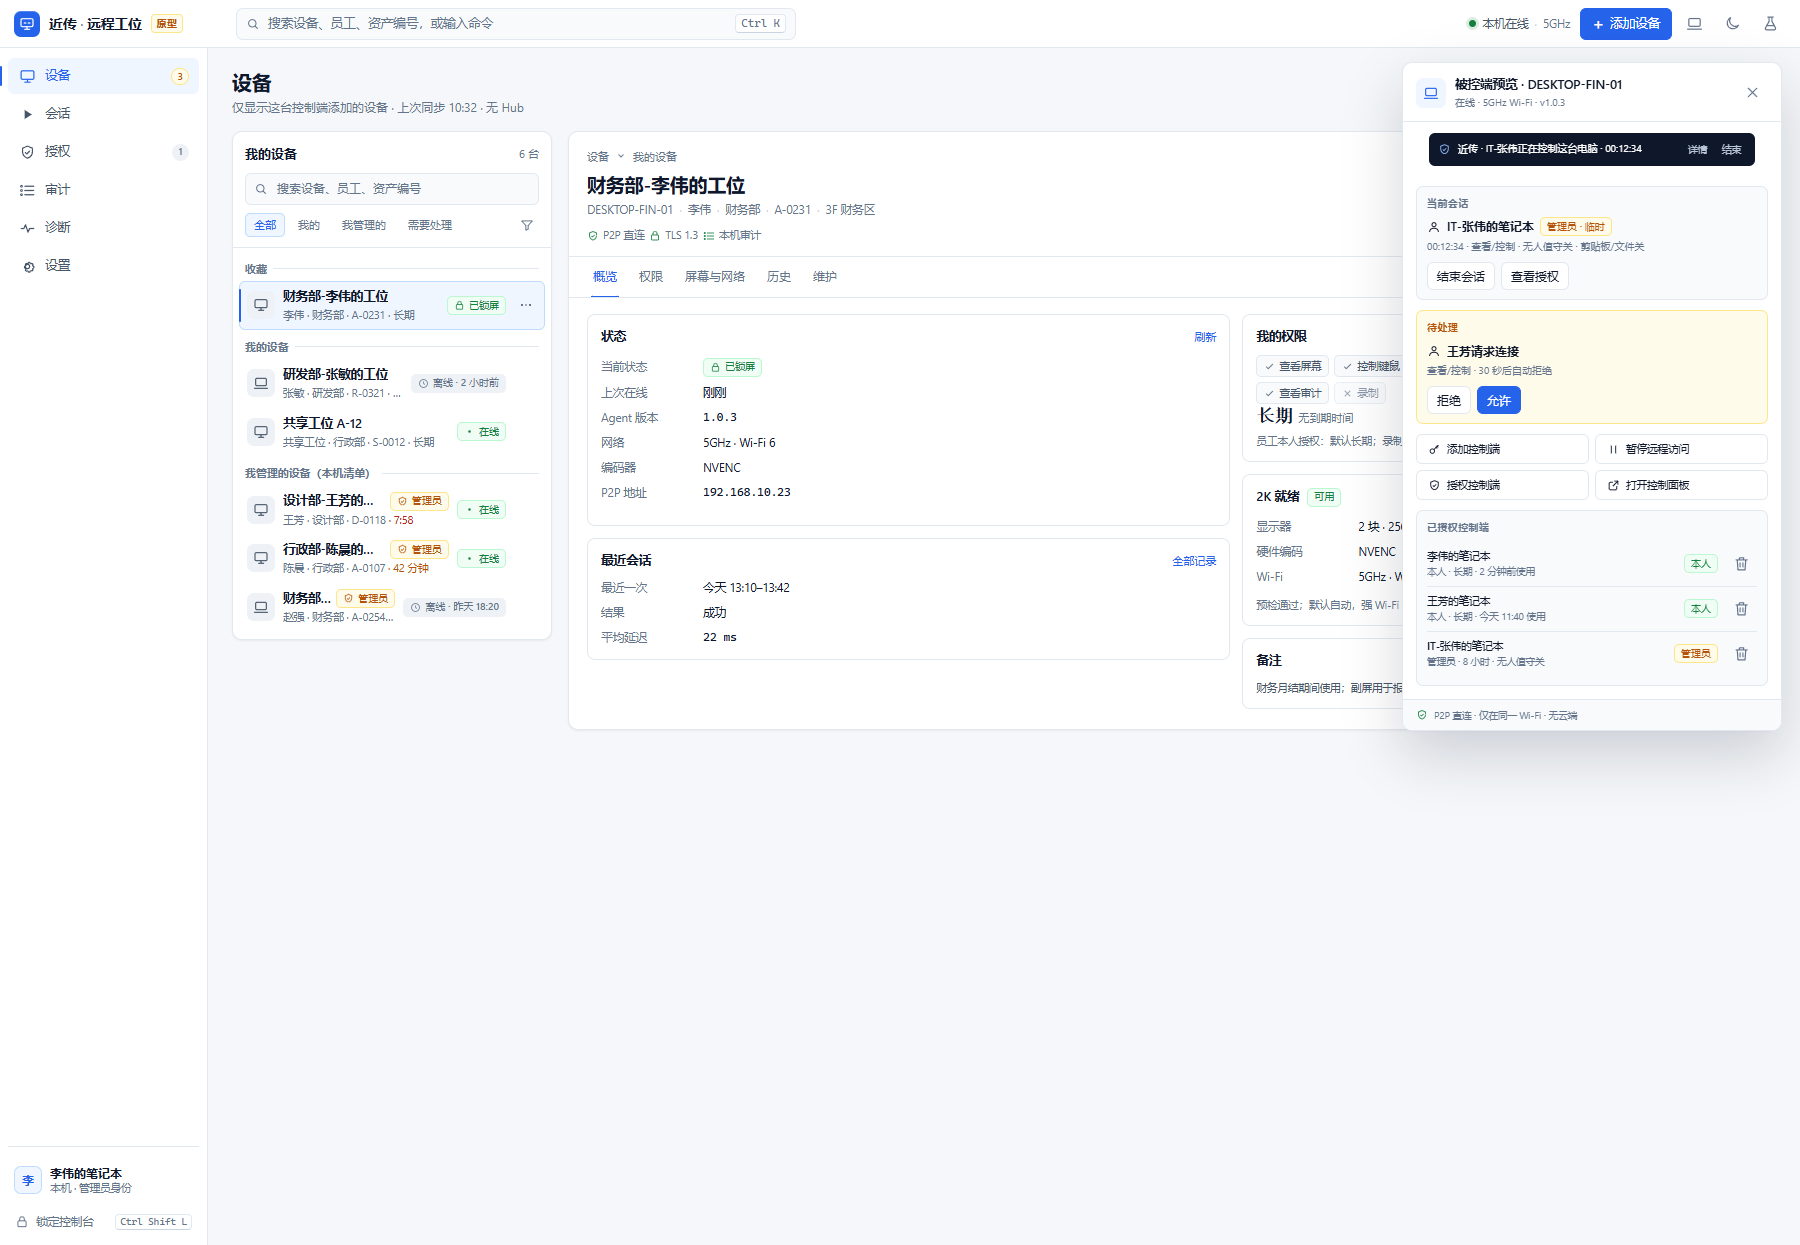 近传 · 远程工位 原型
搜索设备、员工、资产编号，或输入命令 Ctrl K
本机在线 · 5GHz
+ 添加设备
设备 3
会话
授权 1
审计
诊断
设置
李 李伟的笔记本
本机 · 管理员身份
锁定控制台 Ctrl Shift L
设备
仅显示这台控制端添加的设备 · 上次同步 10:32 · 无 Hub
我的设备 6 台
搜索设备、员工、资产编号
全部 我的 我管理的 需要处理
收藏
财务部-李伟的工位 已锁屏 ···
李伟 · 财务部 · A-0231 · 长期
我的设备
研发部-张敏的工位 离线 · 2 小时前
张敏 · 研发部 · R-0321 · ...
共享工位 A-12 在线
共享工位 · 行政部 · S-0012 · 长期
我管理的设备（本机清单）
设计部-王芳的... 管理员 在线
王芳 · 设计部 · D-0118 · 7:58
行政部-陈晨的... 管理员 在线
陈晨 · 行政部 · A-0107 · 42 分钟
财务部... 管理员 离线 · 昨天 18:20
赵强 · 财务部 · A-0254...
设备 我的设备
财务部-李伟的工位
DESKTOP-FIN-01 · 李伟 · 财务部 · A-0231 · 3F 财务区
P2P 直连 TLS 1.3 本机审计
概览 权限 屏幕与网络 历史 维护
状态 刷新
当前状态 已锁屏
上次在线 刚刚
Agent 版本 1.0.3
网络 5GHz · Wi-Fi 6
编码器 NVENC
P2P 地址 192.168.10.23
最近会话 全部记录
最近一次 今天 13:10–13:42
结果 成功
平均延迟 22 ms
我的权限
查看屏幕 控制键鼠
查看审计 录制
长期 无到期时间
员工本人授权：默认长期；录制
2K 就绪 可用
显示器 2 块 · 256
硬件编码 NVENC
Wi-Fi 5GHz · W
预检通过；默认自动，强 Wi-Fi
备注
财务月结期间使用；副屏用于报
被控端预览 · DESKTOP-FIN-01
在线 · 5GHz Wi-Fi · v1.0.3
近传 · IT-张伟正在控制这台电脑 · 00:12:34 详情 结束
当前会话
IT-张伟的笔记本 管理员 · 临时
00:12:34 · 查看/控制 · 无人值守关 · 剪贴板/文件关
结束会话 查看授权
待处理
王芳请求连接
查看/控制 · 30 秒后自动拒绝
拒绝 允许
添加控制端 暂停远程访问
授权控制端 打开控制面板
已授权控制端
李伟的笔记本 本人
本人 · 长期 · 2 分钟前使用
王芳的笔记本 本人
本人 · 长期 · 今天 11:40 使用
IT-张伟的笔记本 管理员
管理员 · 8 小时 · 无人值守关
P2P 直连 · 仅在同一 Wi-Fi · 无云端